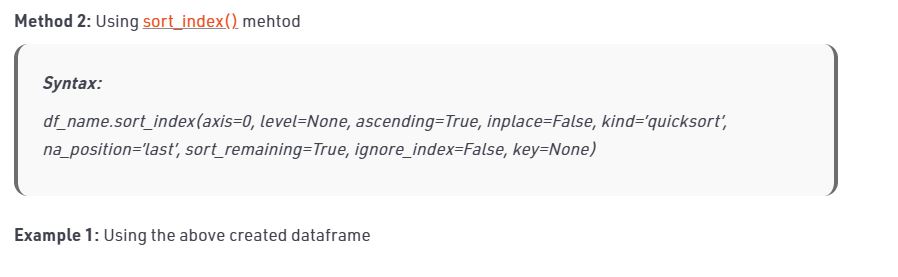 Method 2: Using sort_index() mehtod
Syntax:
df_name.sort_index(axis=0, level=None, ascending=True, inplace=False, kind=’quicksort’,
na_position=’last’, sort_remaining=True, ignore_index=False, key=None)
Example 1: Using the above created dataframe